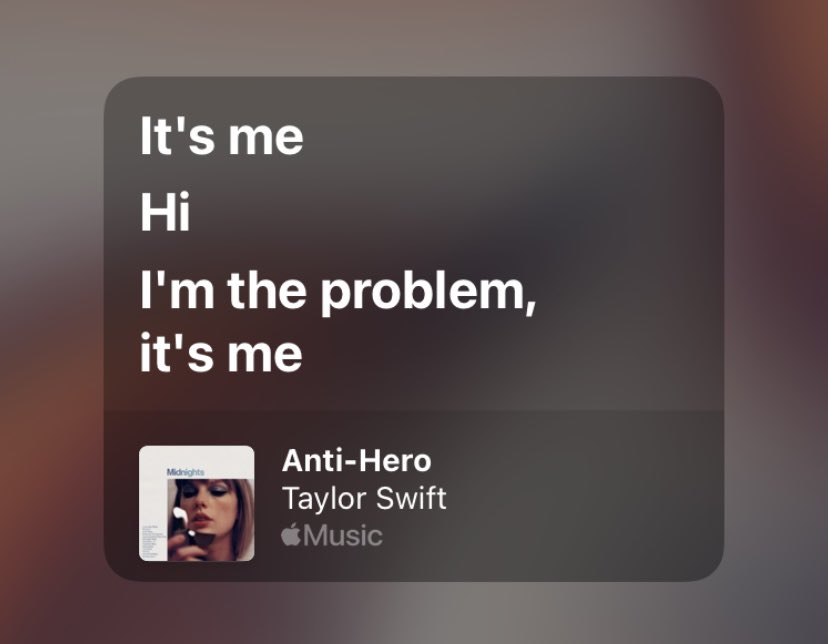 It's me
Hi
I'm the problem,
it's me
Midnights
Anti-Hero
Taylor Swift
Music